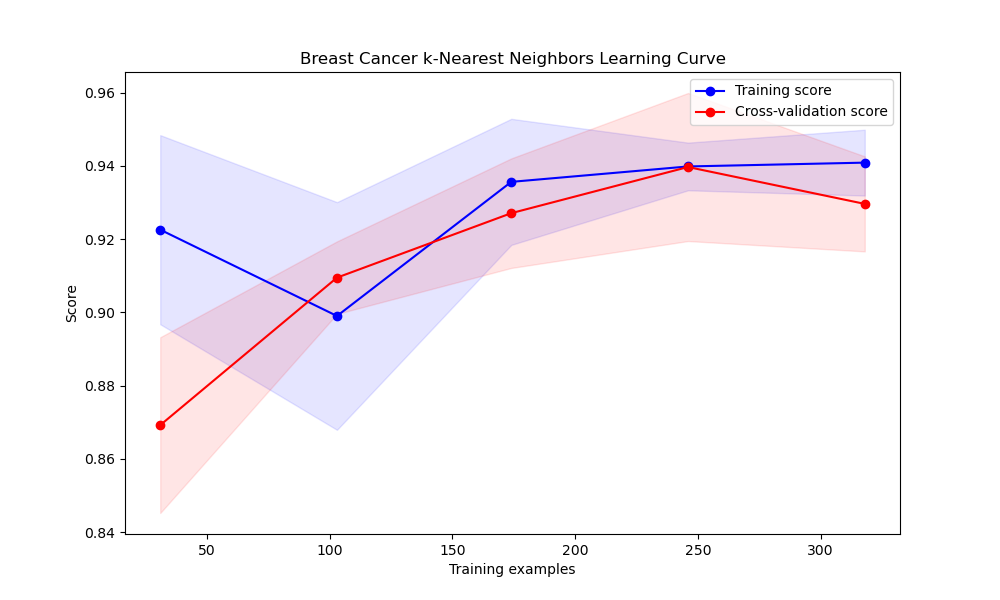 Breast Cancer k-Nearest Neighbors Learning Curve
Training score
Cross-validation score
0.96
0.94
0.92
0.90
0.88
0.86
0.84
Score
50 100 150 200 250 300
Training examples